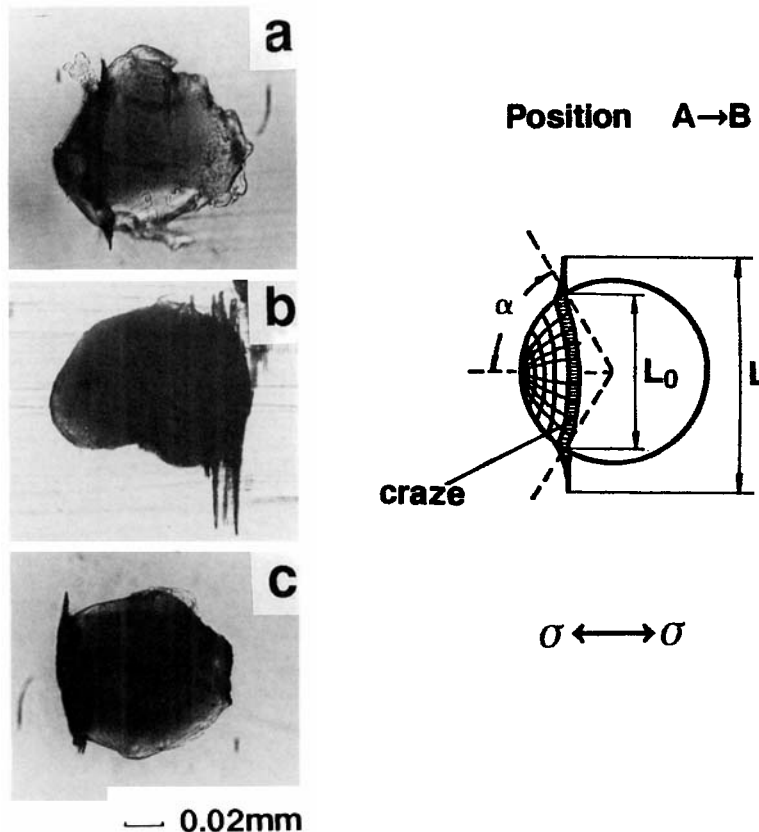 a
Position A→B
b
α
L₀
L
craze
c
σ ⟷ σ
0.02mm